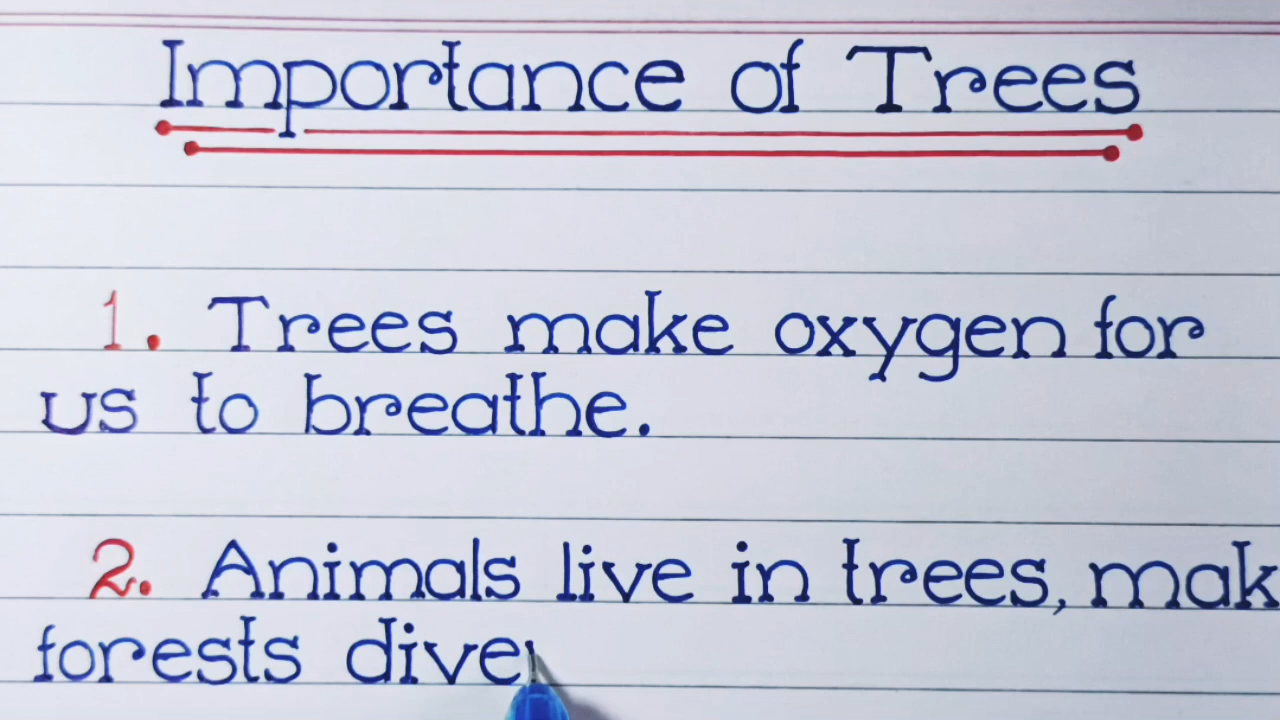 Importance of Trees
1. Trees make oxygen for
us to breathe.
2. Animals live in trees, mak
forests dive